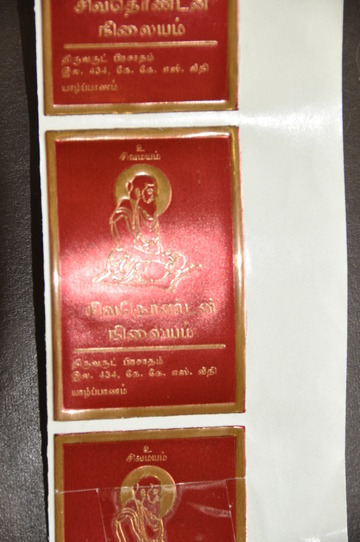 சிவதொண்டன்
நிலையம்
திருவருட் பிரசாதம்
இல. 434, கே. கே. எஸ். வீதி
யாழ்ப்பாணம்
உ
சிவமயம்
சிவதொண்டன்
நிலையம்
திருவருட் பிரசாதம்
இல. 434, கே. கே. எஸ். வீதி
யாழ்ப்பாணம்
உ
சிவமயம்